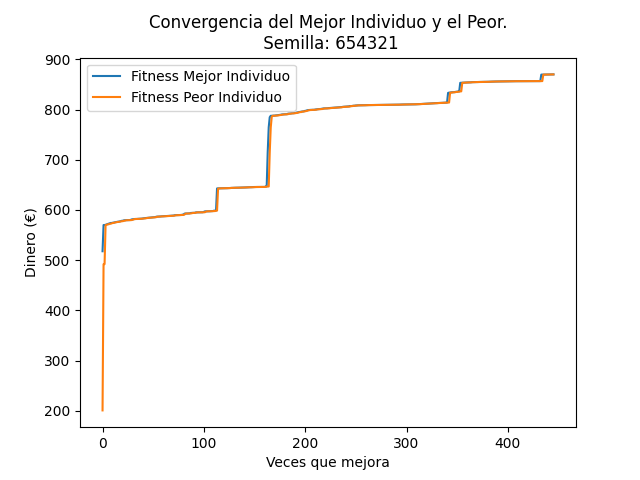 Convergencia del Mejor Individuo y el Peor.
Semilla: 654321
Fitness Mejor Individuo
Fitness Peor Individuo
Dinero (€)
900
800
700
600
500
400
300
200
0 100 200 300 400
Veces que mejora